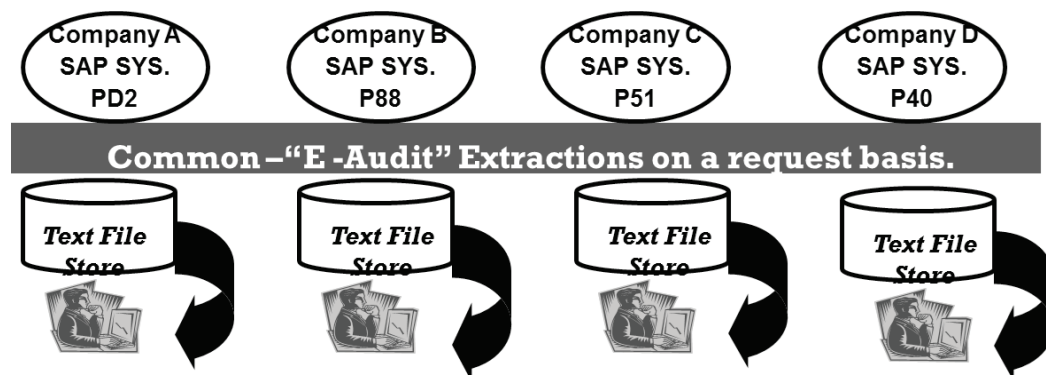 Company A
SAP SYS.
PD2
Company B
SAP SYS.
P88
Company C
SAP SYS.
P51
Company D
SAP SYS.
P40
Common –“E -Audit” Extractions on a request basis.
Text File
Store
Text File
Store
Text File
Store
Text File
Store